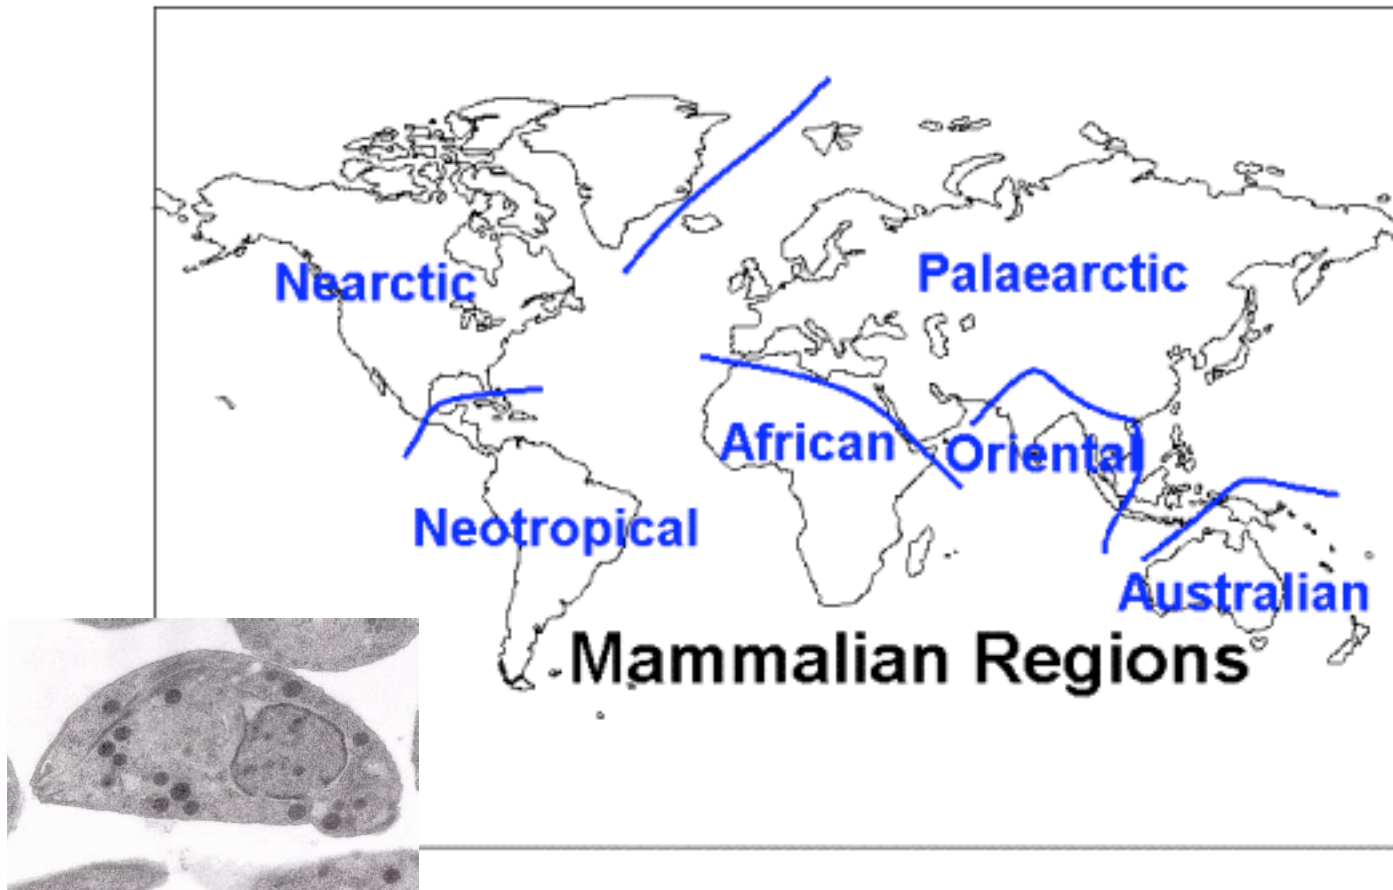 Nearctic
Palaearctic
African
Oriental
Neotropical
Australian
Mammalian Regions